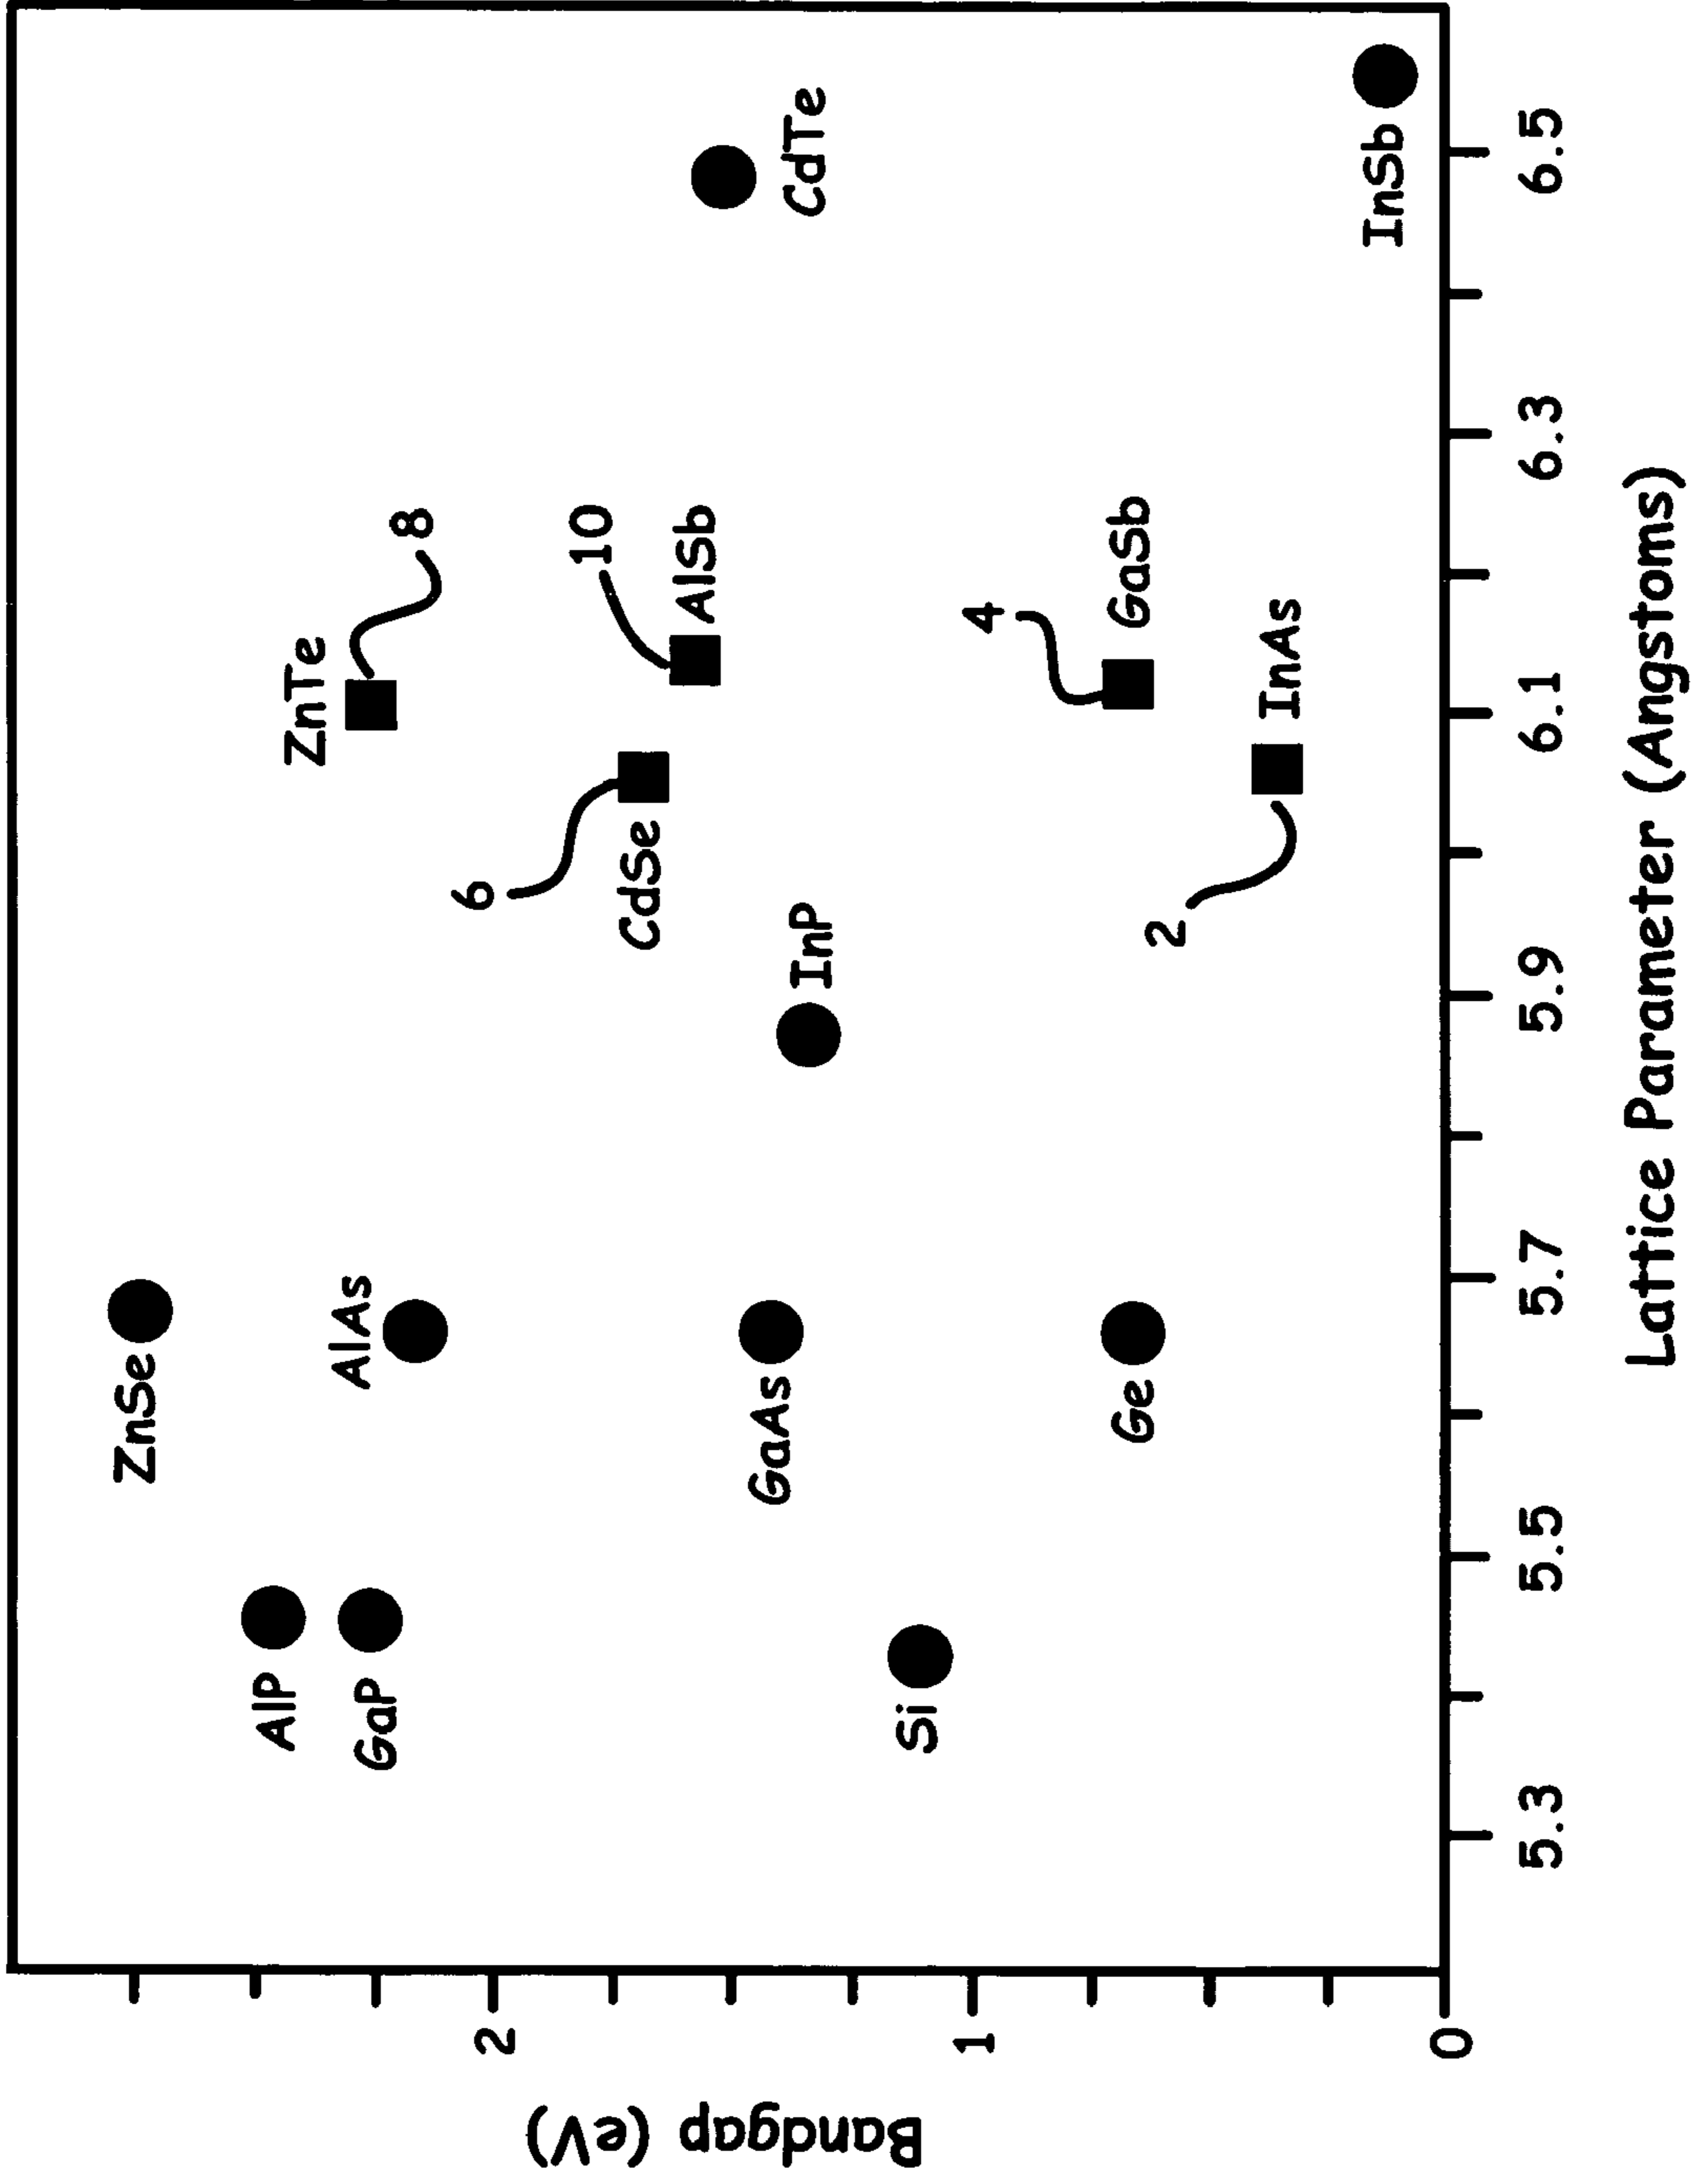 ZnSe
AlP
ZnTe
GaP
AlAs
8
6
10
CdSe
AlSb
CdTe
GaAs
InP
Si
4
Ge
GaSb
2
InAs
InSb
2
1
0
Bandgap (eV)
5.3 5.5 5.7 5.9 6.1 6.3 6.5
Lattice Parameter (Angstoms)